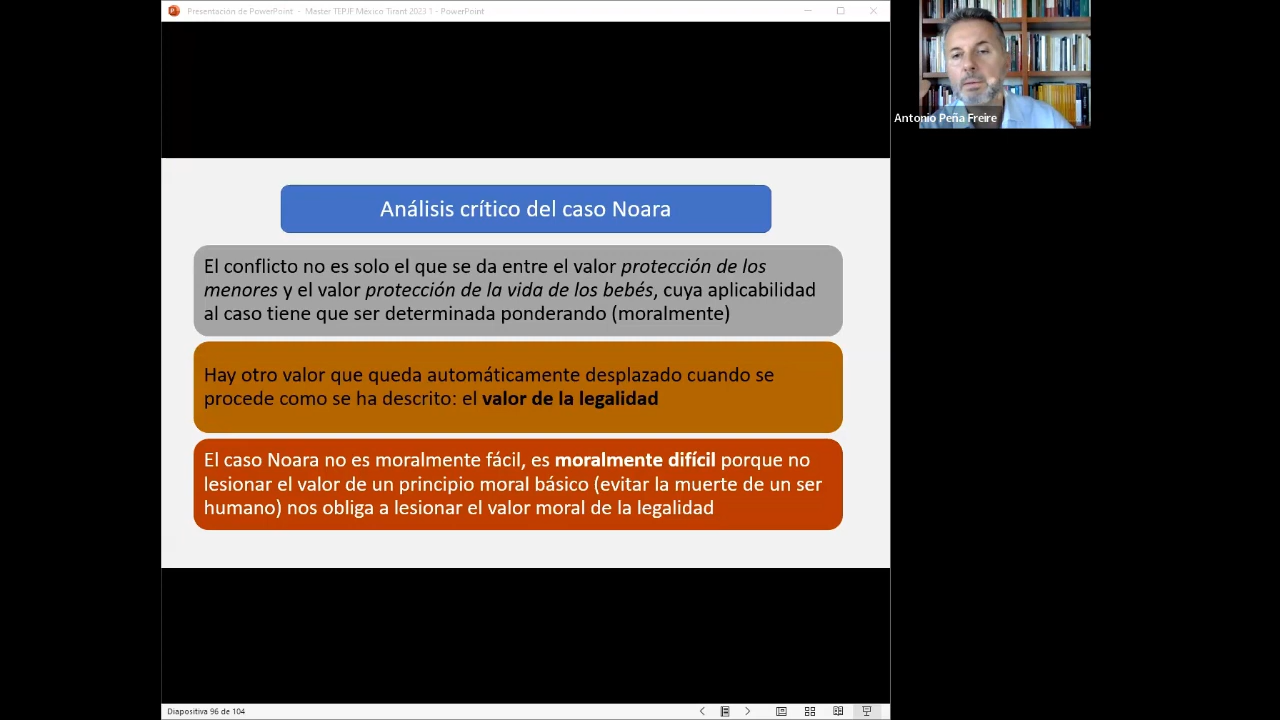 Presentación de PowerPoint - Master TEPJF México Tirant 2023 1 - PowerPoint
Antonio Peña Freire
Análisis crítico del caso Noara
El conflicto no es solo el que se da entre el valor protección de los
menores y el valor protección de la vida de los bebés, cuya aplicabilidad
al caso tiene que ser determinada ponderando (moralmente)
Hay otro valor que queda automáticamente desplazado cuando se
procede como se ha descrito: el valor de la legalidad
El caso Noara no es moralmente fácil, es moralmente difícil porque no
lesionar el valor de un principio moral básico (evitar la muerte de un ser
humano) nos obliga a lesionar el valor moral de la legalidad
Diapositiva 96 de 104